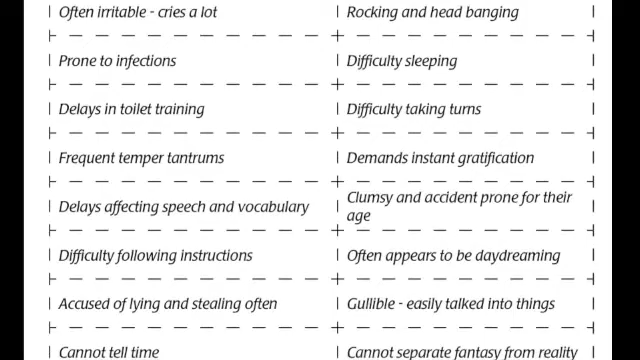 Often irritable - cries a lot
Rocking and head banging
Prone to infections
Difficulty sleeping
Delays in toilet training
Difficulty taking turns
Frequent temper tantrums
Demands instant gratification
Delays affecting speech and vocabulary
Clumsy and accident prone for their
age
Difficulty following instructions
Often appears to be daydreaming
Accused of lying and stealing often
Gullible - easily talked into things
Cannot tell time
Cannot separate fantasy from reality